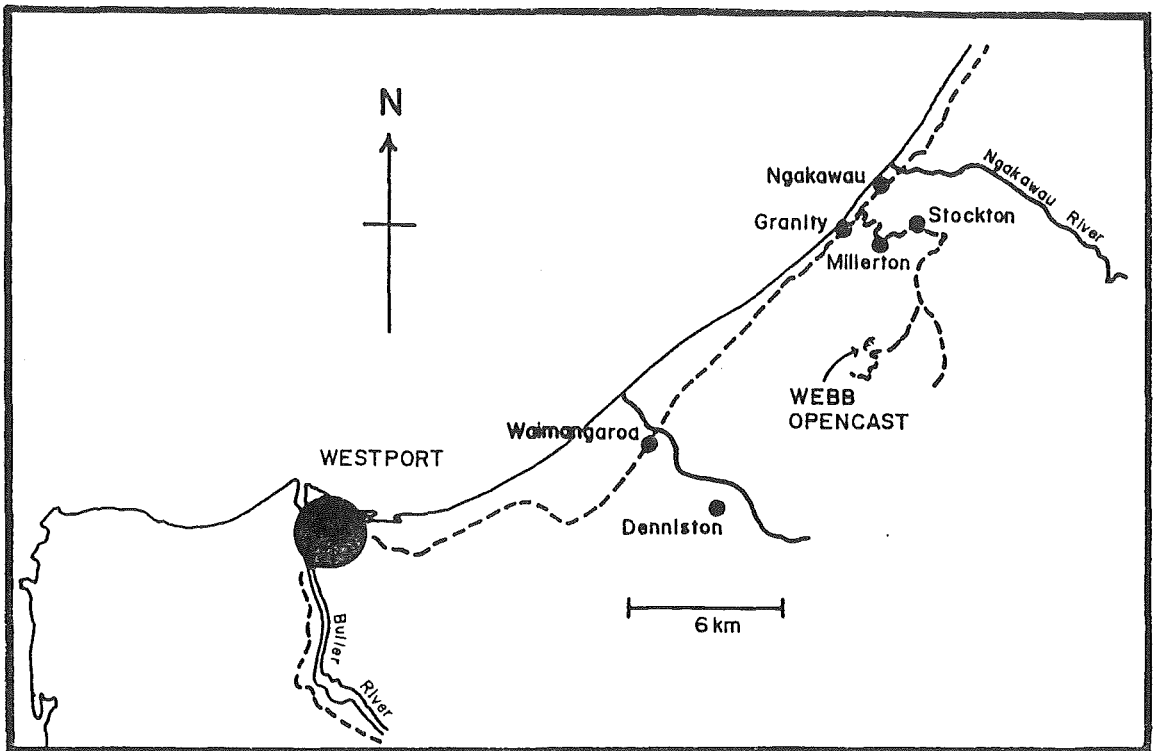 N
Ngakawau
Ngakawau River
Granity
Stockton
Millerton
WEBB
OPENCAST
Waimangaroa
WESTPORT
Denniston
6 km
Buller
River